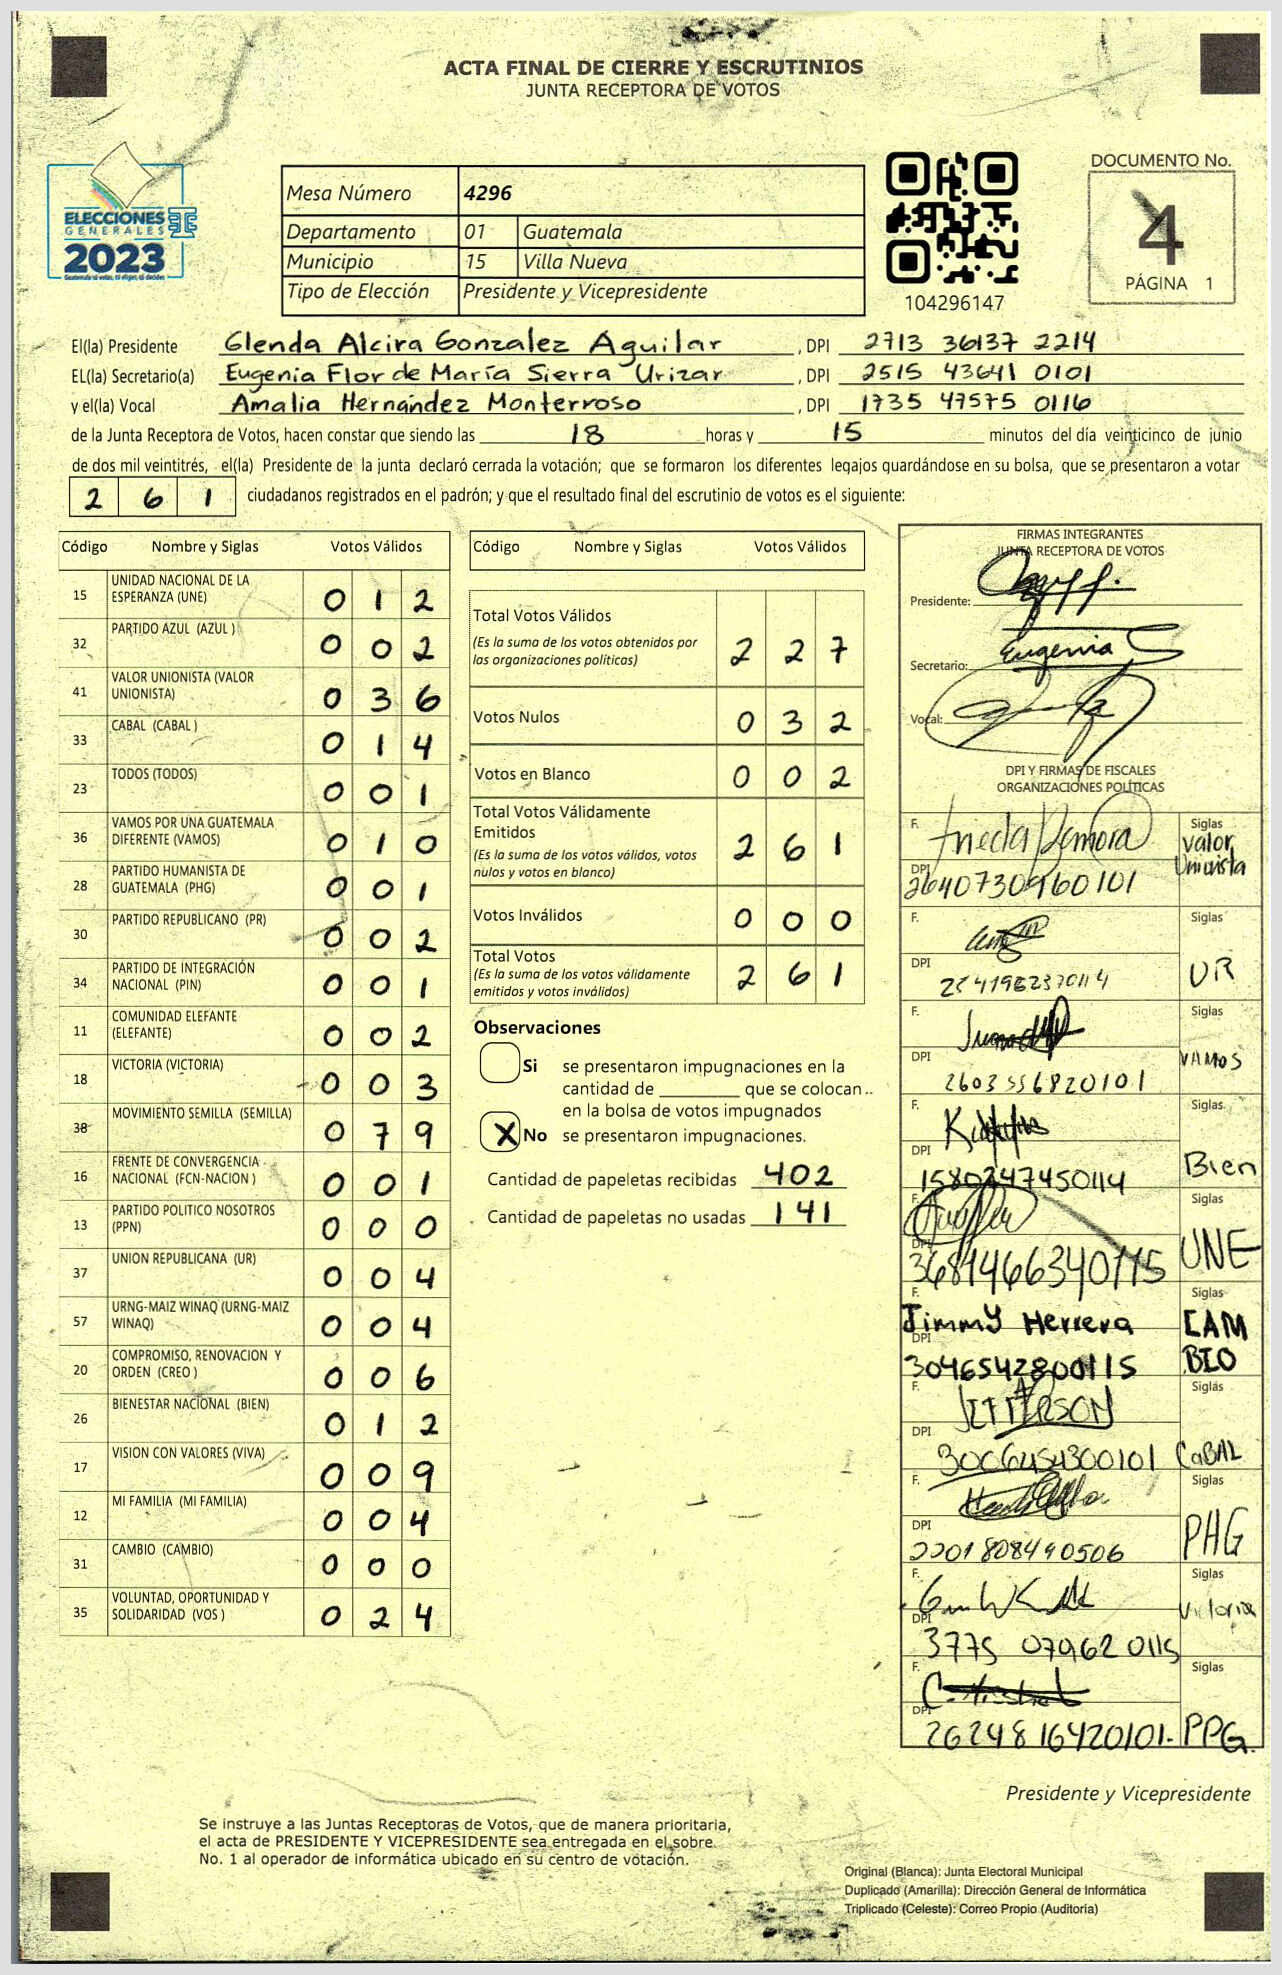 ACTA FINAL DE CIERRE Y ESCRUTINIOS
JUNTA RECEPTORA DE VOTOS
ELECCIONES
GENERALES
2023
Guatemala tú votas, tú eliges, tú decides
Mesa Número 4296
Departamento 01 Guatemala
Municipio 15 Villa Nueva
Tipo de Elección Presidente y Vicepresidente
104296147
DOCUMENTO No.
4
PÁGINA 1
El(la) Presidente Glenda Alcira Gonzalez Aguilar, DPI 2713 36137 2214
EL(la) Secretario(a) Eugenia Flor de María Sierra Urizar, DPI 2515 43641 0101
y el(la) Vocal Amalia Hernández Monterroso, DPI 1735 47575 0116
de la Junta Receptora de Votos, hacen constar que siendo las 18 horas y 15 minutos del día veinticinco de junio
de dos mil veintitrés, el(la) Presidente de la junta declaró cerrada la votación; que se formaron los diferentes legajos guardándose en su bolsa, que se presentaron a votar
2 6 1 ciudadanos registrados en el padrón; y que el resultado final del escrutinio de votos es el siguiente:
Código Nombre y Siglas Votos Válidos
15 UNIDAD NACIONAL DE LA ESPERANZA (UNE) 0 1 2
32 PARTIDO AZUL (AZUL ) 0 0 2
41 VALOR UNIONISTA (VALOR UNIONISTA) 0 3 6
33 CABAL (CABAL ) 0 1 4
23 TODOS (TODOS) 0 0 1
36 VAMOS POR UNA GUATEMALA DIFERENTE (VAMOS) 0 1 0
28 PARTIDO HUMANISTA DE GUATEMALA (PHG) 0 0 1
30 PARTIDO REPUBLICANO (PR) 0 0 2
34 PARTIDO DE INTEGRACIÓN NACIONAL (PIN) 0 0 1
11 COMUNIDAD ELEFANTE (ELEFANTE) 0 0 2
18 VICTORIA (VICTORIA) 0 0 3
38 MOVIMIENTO SEMILLA (SEMILLA) 0 7 9
16 FRENTE DE CONVERGENCIA NACIONAL (FCN-NACION ) 0 0 1
13 PARTIDO POLITICO NOSOTROS (PPN) 0 0 0
37 UNION REPUBLICANA (UR) 0 0 4
57 URNG-MAIZ WINAQ (URNG-MAIZ WINAQ) 0 0 4
20 COMPROMISO, RENOVACION Y ORDEN (CREO ) 0 0 6
26 BIENESTAR NACIONAL (BIEN) 0 1 2
17 VISION CON VALORES (VIVA) 0 0 9
12 MI FAMILIA (MI FAMILIA) 0 0 4
31 CAMBIO (CAMBIO) 0 0 0
35 VOLUNTAD, OPORTUNIDAD Y SOLIDARIDAD (VOS ) 0 2 4
Código Nombre y Siglas Votos Válidos
Total Votos Válidos
(Es la suma de los votos obtenidos por
las organizaciones políticas) 2 2 7
Votos Nulos 0 3 2
Votos en Blanco 0 0 2
Total Votos Válidamente
Emitidos
(Es la suma de los votos válidos, votos
nulos y votos en blanco) 2 6 1
Votos Inválidos 0 0 0
Total Votos
(Es la suma de los votos válidamente
emitidos y votos inválidos) 2 6 1
Observaciones
Si se presentaron impugnaciones en la
cantidad de ________ que se colocan
en la bolsa de votos impugnados
X No se presentaron impugnaciones.
Cantidad de papeletas recibidas 402
Cantidad de papeletas no usadas 141
FIRMAS INTEGRANTES
JUNTA RECEPTORA DE VOTOS
Presidente:
Secretario: Eugenia S
Vocal:
DPI Y FIRMAS DE FISCALES
ORGANIZACIONES POLÍTICAS
F. Siglas
Valor Unionista
DPI 2640730960101
F. Siglas
UR
DPI
F. Siglas
VAMOS
DPI 2603556820101
F. Siglas
Bien
DPI 1580247450114
F. Siglas
UNE
DPI 3681466340115
F. Jimmy Herrera Siglas
CAMBIO
DPI 3046542800115
F. JEFFERSON Siglas
CaBAL
DPI 3006454300101
F. Siglas
PHG
DPI 2201808490506
F. Siglas
Victoria
DPI 3775 07962 0115
F. Siglas
PPG.
DPI 2624816420101.
Presidente y Vicepresidente
Se instruye a las Juntas Receptoras de Votos, que de manera prioritaria,
el acta de PRESIDENTE Y VICEPRESIDENTE sea entregada en el sobre
No. 1 al operador de informática ubicado en su centro de votación.
Original (Blanca): Junta Electoral Municipal
Duplicado (Amarilla): Dirección General de Informática
Triplicado (Celeste): Correo Propio (Auditoría)